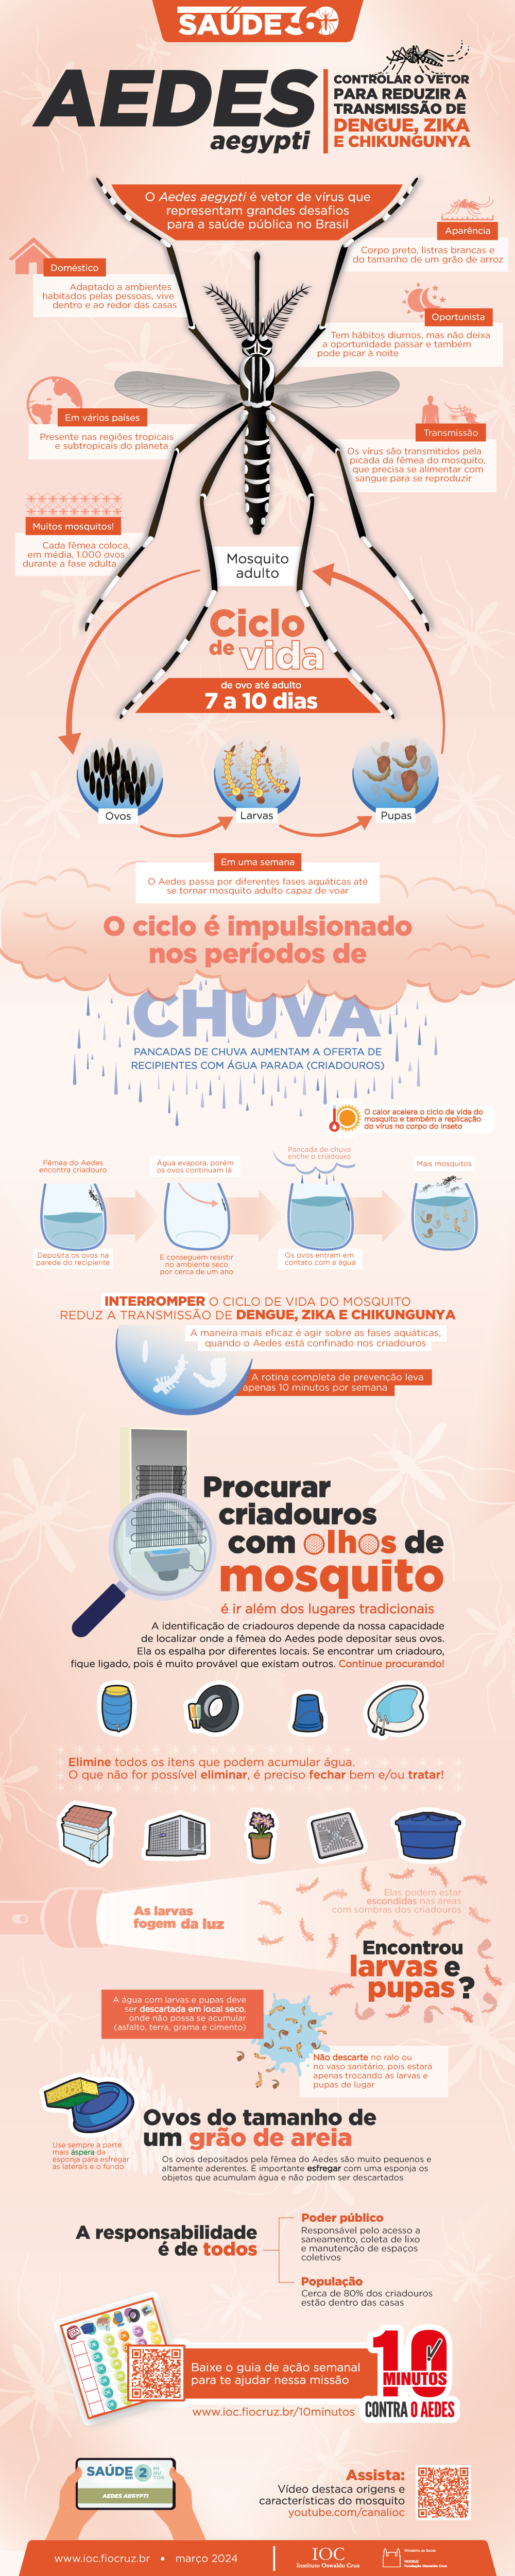 SAÚDE 360
AEDES
aegypti
CONTROLAR O VETOR
PARA REDUZIR A
TRANSMISSÃO DE
DENGUE, ZIKA
E CHIKUNGUNYA
O Aedes aegypti é vetor de vírus que
representam grandes desafios
para a saúde pública no Brasil
Aparência
Corpo preto, listras brancas e
do tamanho de um grão de arroz
Doméstico
Adaptado a ambientes
habitados pelas pessoas, vive
dentro e ao redor das casas
Oportunista
Tem hábitos diurnos, mas não deixa
a oportunidade passar e também
pode picar à noite
Em vários países
Presente nas regiões tropicais
e subtropicais do planeta
Transmissão
Os vírus são transmitidos pela
picada da fêmea do mosquito,
que precisa se alimentar com
sangue para se reproduzir
Muitos mosquitos!
Cada fêmea coloca,
em média, 1.000 ovos
durante a fase adulta
Mosquito
adulto
Ciclo
de vida
de ovo até adulto
7 a 10 dias
Ovos
Larvas
Pupas
Em uma semana
O Aedes passa por diferentes fases aquáticas até
se tornar mosquito adulto capaz de voar
O ciclo é impulsionado
nos períodos de
CHUVA
PANCADAS DE CHUVA AUMENTAM A OFERTA DE
RECIPIENTES COM ÁGUA PARADA (CRIADOUROS)
O calor acelera o ciclo de vida do
mosquito e também a replicação
do vírus no corpo do inseto
Fêmea do Aedes
encontra criadouro
Água evapora, porém
os ovos continuam lá
Pancada de chuva
enche o criadouro
Mais mosquitos
Deposita os ovos na
parede do recipiente
E conseguem resistir
no ambiente seco
por cerca de um ano
Os ovos entram em
contato com a água
INTERROMPER O CICLO DE VIDA DO MOSQUITO
REDUZ A TRANSMISSÃO DE DENGUE, ZIKA E CHIKUNGUNYA
A maneira mais eficaz é agir sobre as fases aquáticas,
quando o Aedes está confinado nos criadouros
A rotina completa de prevenção leva
apenas 10 minutos por semana
Procurar
criadouros
com olhos de
mosquito
é ir além dos lugares tradicionais
A identificação de criadouros depende da nossa capacidade
de localizar onde a fêmea do Aedes pode depositar seus ovos.
Ela os espalha por diferentes locais. Se encontrar um criadouro,
fique ligado, pois é muito provável que existam outros. Continue procurando!
Elimine todos os itens que podem acumular água.
O que não for possível eliminar, é preciso fechar bem e/ou tratar!
As larvas
fogem da luz
Elas podem estar
escondidas nas áreas
com sombras dos criadouros
Encontrou
larvas e
pupas?
A água com larvas e pupas deve
ser descartada em local seco,
onde não possa se acumular
(asfalto, terra, grama e cimento)
Não descarte no ralo ou
no vaso sanitário, pois estará
apenas trocando as larvas e
pupas de lugar
Ovos do tamanho de
um grão de areia
Use sempre a parte
mais áspera da
esponja para esfregar
as laterais e o fundo
Os ovos depositados pela fêmea do Aedes são muito pequenos e
altamente aderentes. É importante esfregar com uma esponja os
objetos que acumulam água e não podem ser descartados
A responsabilidade
é de todos
Poder público
Responsável pelo acesso a
saneamento, coleta de lixo
e manutenção de espaços
coletivos
População
Cerca de 80% dos criadouros
estão dentro das casas
Baixe o guia de ação semanal
para te ajudar nessa missão
www.ioc.fiocruz.br/10minutos
10
MINUTOS
CONTRA O AEDES
SAÚDE EM 2 MINUTOS
AEDES AEGYPTI
Assista:
Vídeo destaca origens e
características do mosquito
youtube.com/canalioc
www.ioc.fiocruz.br • março 2024
IOC
Instituto Oswaldo Cruz
Ministério da Saúde
FIOCRUZ
Fundação Oswaldo Cruz